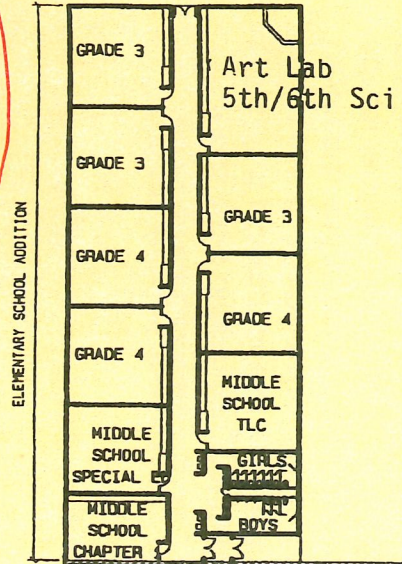 GRADE 3
Art Lab
5th/6th Sci
GRADE 3
GRADE 3
GRADE 4
GRADE 4
GRADE 4
MIDDLE
SCHOOL
TLC
MIDDLE
SCHOOL
SPECIAL ED
GIRLS
BOYS
MIDDLE
SCHOOL
CHAPTER
ELEMENTARY SCHOOL ADDITION